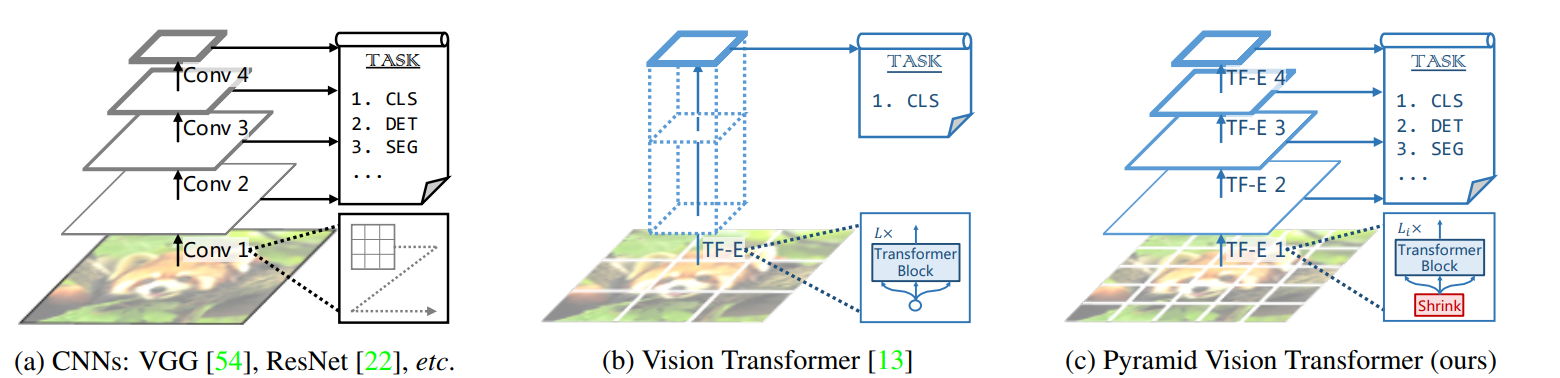 TASK
1. CLS
2. DET
3. SEG
...
Conv 4
Conv 3
Conv 2
Conv 1
(a) CNNs: VGG [54], ResNet [22], etc.
TASK
1. CLS
TF-E
L×
Transformer
Block
(b) Vision Transformer [13]
TASK
1. CLS
2. DET
3. SEG
...
TF-E 4
TF-E 3
TF-E 2
TF-E 1
Li×
Transformer
Block
Shrink
(c) Pyramid Vision Transformer (ours)